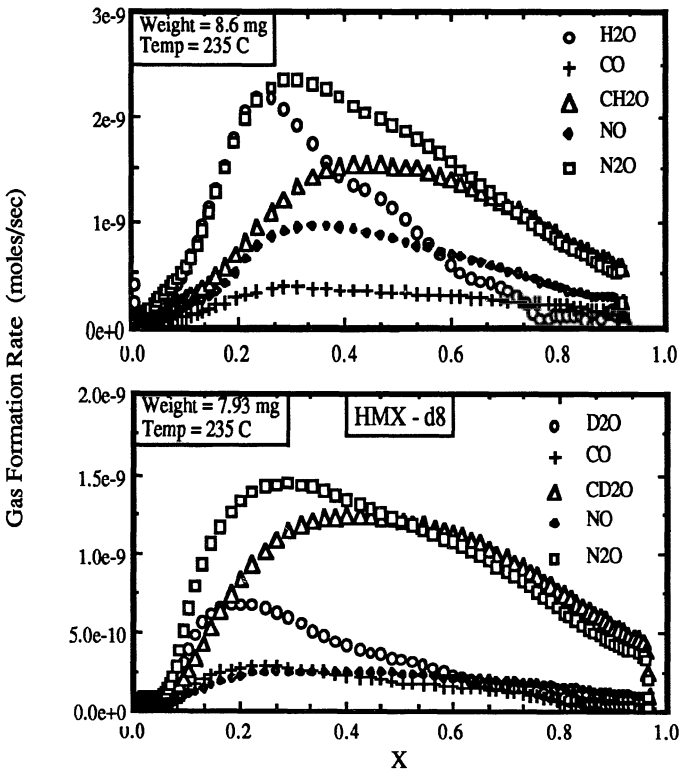 Gas Formation Rate (moles/sec)
3e-9
2e-9
1e-9
0e+0
Weight = 8.6 mg
Temp = 235 C
H2O
CO
CH2O
NO
N2O
0.0 0.2 0.4 0.6 0.8 1.0
2.0e-9
1.5e-9
1.0e-9
5.0e-10
0.0e+0
Weight = 7.93 mg
Temp = 235 C
HMX - d8
D2O
CO
CD2O
NO
N2O
0.0 0.2 0.4 0.6 0.8 1.0
X